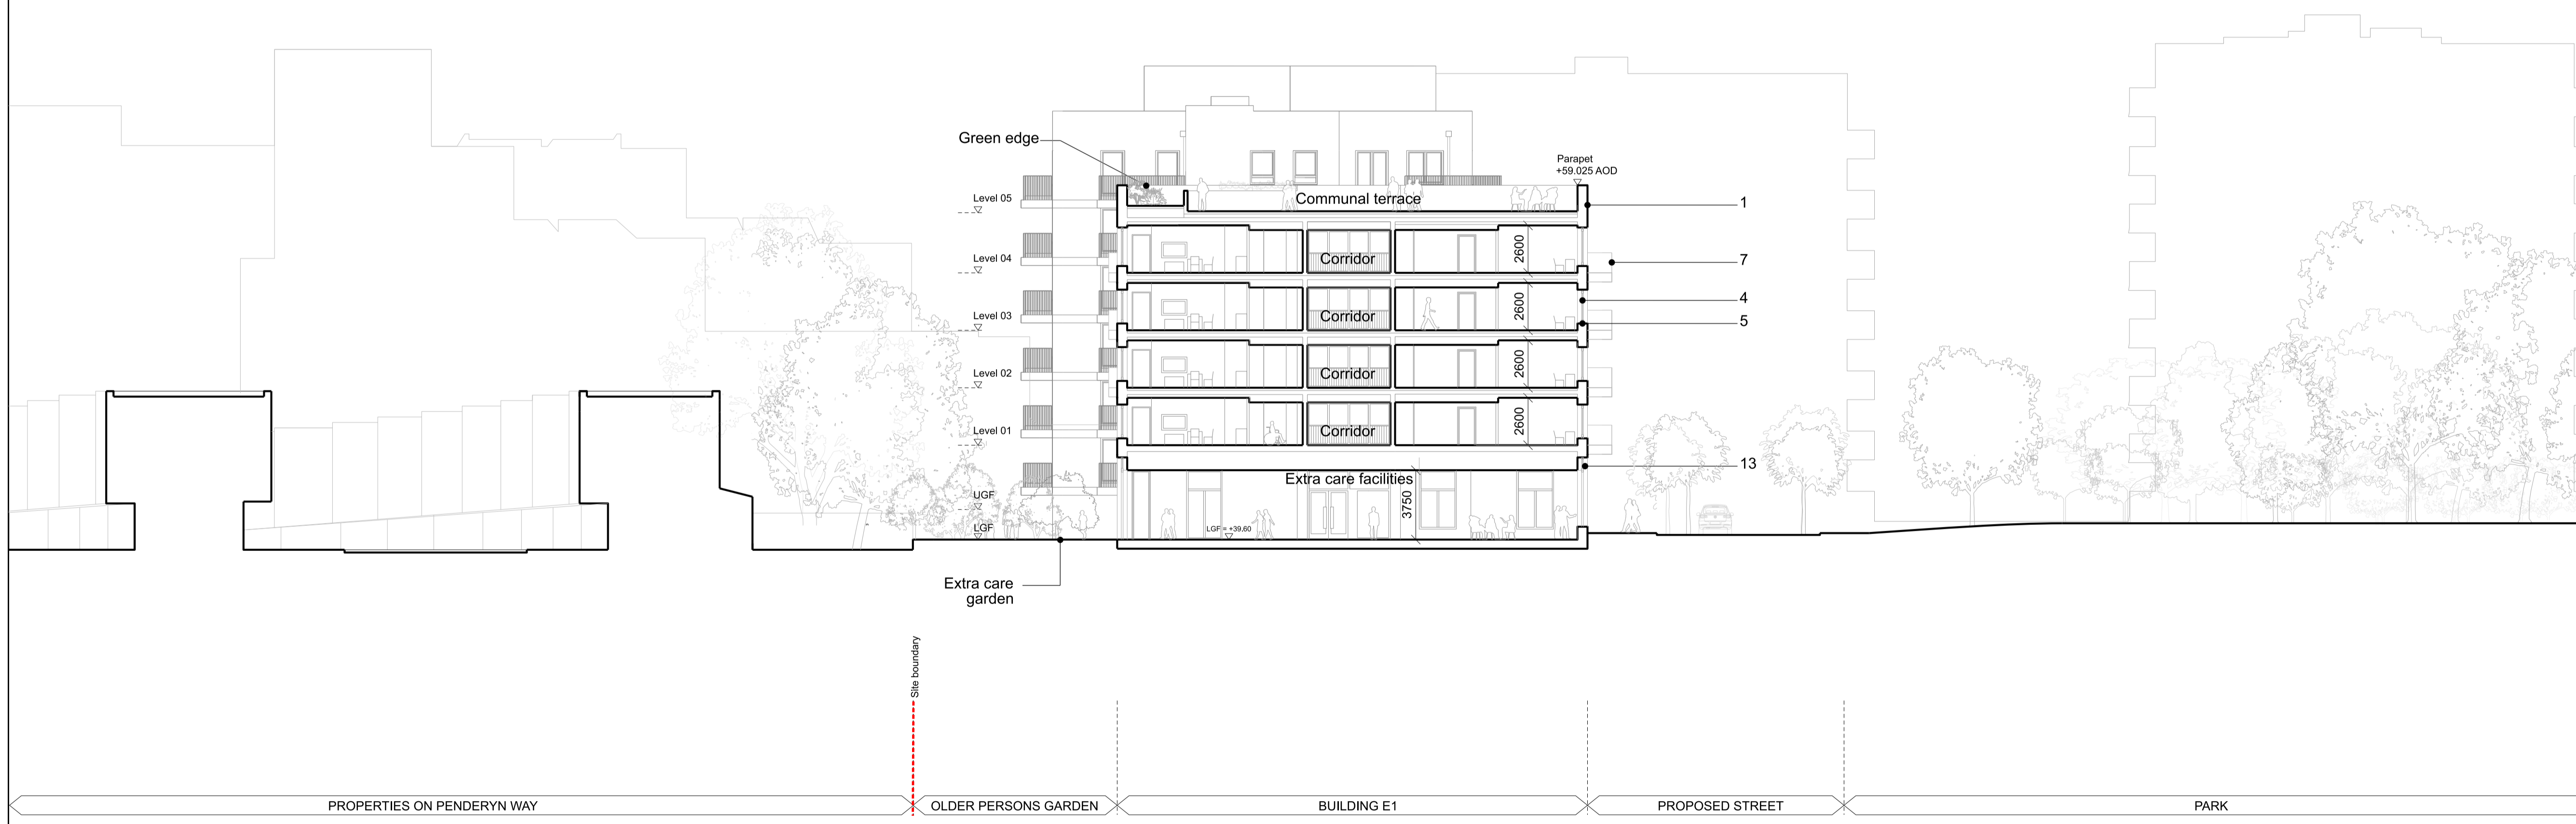 Green edge
Parapet
+59.025 AOD
Level 05
Communal terrace
1
Level 04
Corridor
2600
7
Level 03
Corridor
2600
4
5
Level 02
Corridor
2600
Level 01
Corridor
2600
13
Extra care facilities
UGF
3750
LGF
LGF = +39.60
Extra care
garden
Site boundary
PROPERTIES ON PENDERYN WAY
OLDER PERSONS GARDEN
BUILDING E1
PROPOSED STREET
PARK